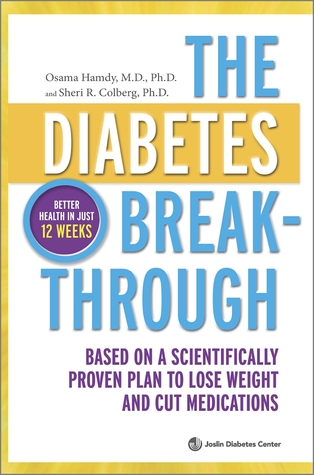 Osama Hamdy, M.D., Ph.D.
and Sheri R. Colberg, Ph.D.
THE
DIABETES
BREAK-
THROUGH
BETTER
HEALTH IN JUST
12 WEEKS
BASED ON A SCIENTIFICALLY
PROVEN PLAN TO LOSE WEIGHT
AND CUT MEDICATIONS
Joslin Diabetes Center